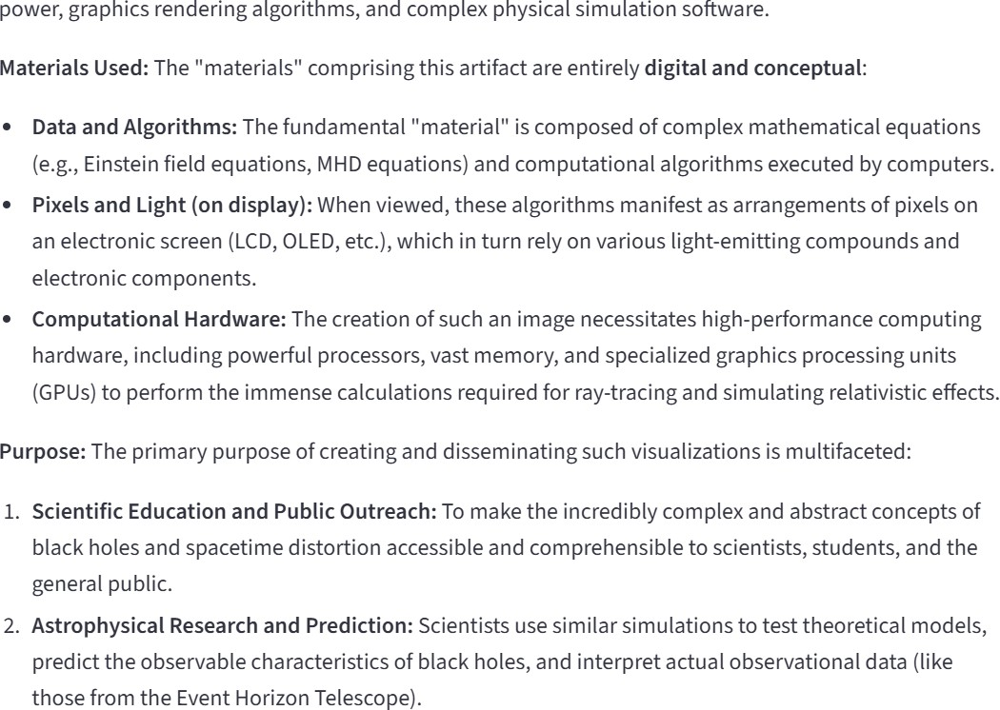 power, graphics rendering algorithms, and complex physical simulation software.
Materials Used: The "materials" comprising this artifact are entirely digital and conceptual:
• Data and Algorithms: The fundamental "material" is composed of complex mathematical equations
(e.g., Einstein field equations, MHD equations) and computational algorithms executed by computers.
• Pixels and Light (on display): When viewed, these algorithms manifest as arrangements of pixels on
an electronic screen (LCD, OLED, etc.), which in turn rely on various light-emitting compounds and
electronic components.
• Computational Hardware: The creation of such an image necessitates high-performance computing
hardware, including powerful processors, vast memory, and specialized graphics processing units
(GPUs) to perform the immense calculations required for ray-tracing and simulating relativistic effects.
Purpose: The primary purpose of creating and disseminating such visualizations is multifaceted:
1. Scientific Education and Public Outreach: To make the incredibly complex and abstract concepts of
black holes and spacetime distortion accessible and comprehensible to scientists, students, and the
general public.
2. Astrophysical Research and Prediction: Scientists use similar simulations to test theoretical models,
predict the observable characteristics of black holes, and interpret actual observational data (like
those from the Event Horizon Telescope).